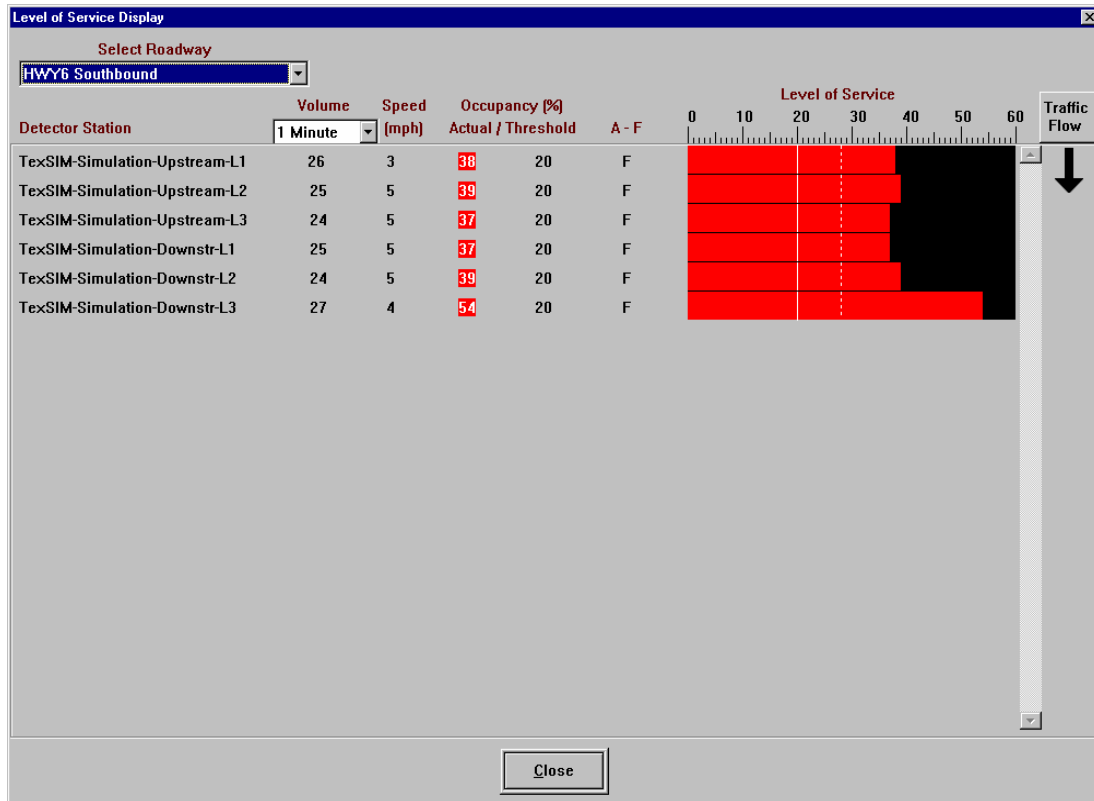 Level of Service Display
Select Roadway
HWY6 Southbound
Level of Service
Volume Speed Occupancy (%)
0 10 20 30 40 50 60
Traffic
Flow
Detector Station 1 Minute (mph) Actual / Threshold A - F
TexSIM-Simulation-Upstream-L1 26 3 38 20 F
TexSIM-Simulation-Upstream-L2 25 5 39 20 F
TexSIM-Simulation-Upstream-L3 24 5 37 20 F
TexSIM-Simulation-Downstr-L1 25 5 37 20 F
TexSIM-Simulation-Downstr-L2 24 5 39 20 F
TexSIM-Simulation-Downstr-L3 27 4 54 20 F
Close